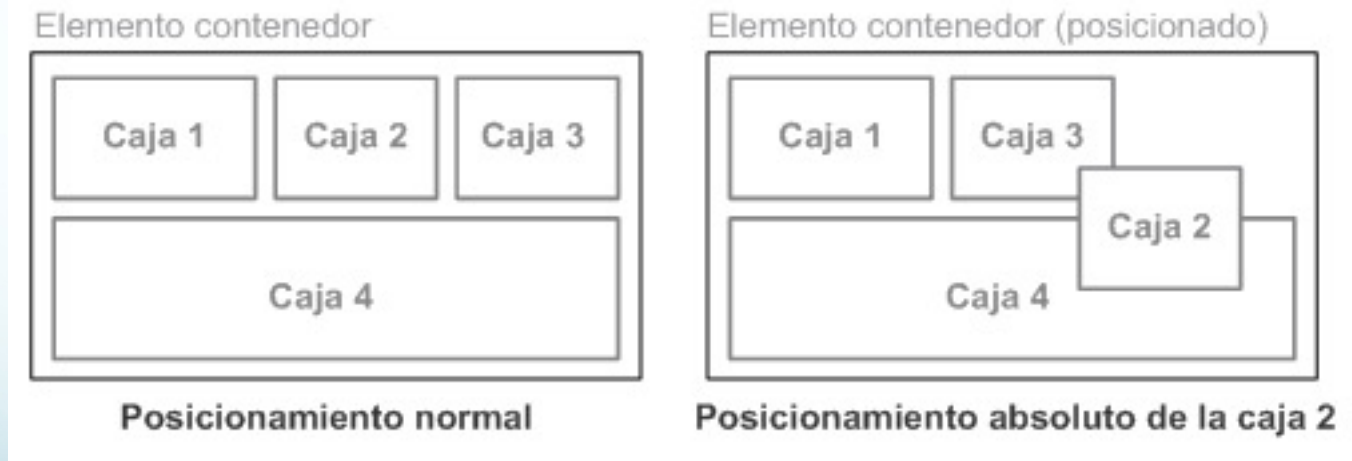 Elemento contenedor
Caja 1
Caja 2
Caja 3
Caja 4
Posicionamiento normal
Elemento contenedor (posicionado)
Caja 1
Caja 3
Caja 2
Caja 4
Posicionamiento absoluto de la caja 2